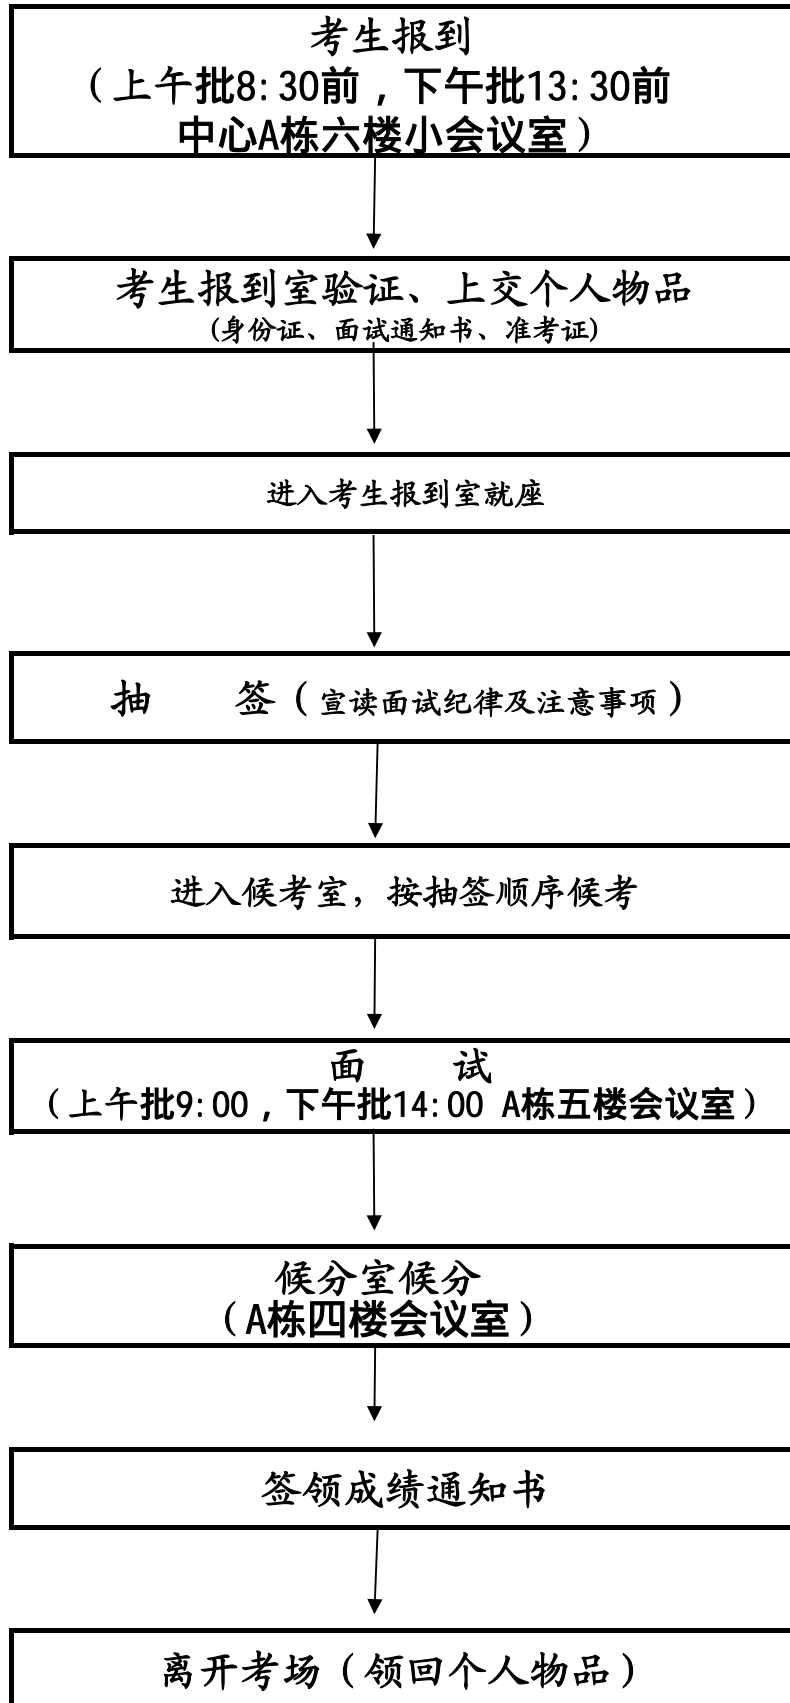 考生报到
（上午批8:30前，下午批13:30前
中心A栋六楼小会议室）
考生报到室验证、上交个人物品
(身份证、面试通知书、准考证)
进入考生报到室就座
抽　　签（宣读面试纪律及注意事项）
进入候考室，按抽签顺序候考
面　　试
（上午批9:00，下午批14:00 A栋五楼会议室）
候分室候分
（A栋四楼会议室）
签领成绩通知书
离开考场（领回个人物品）